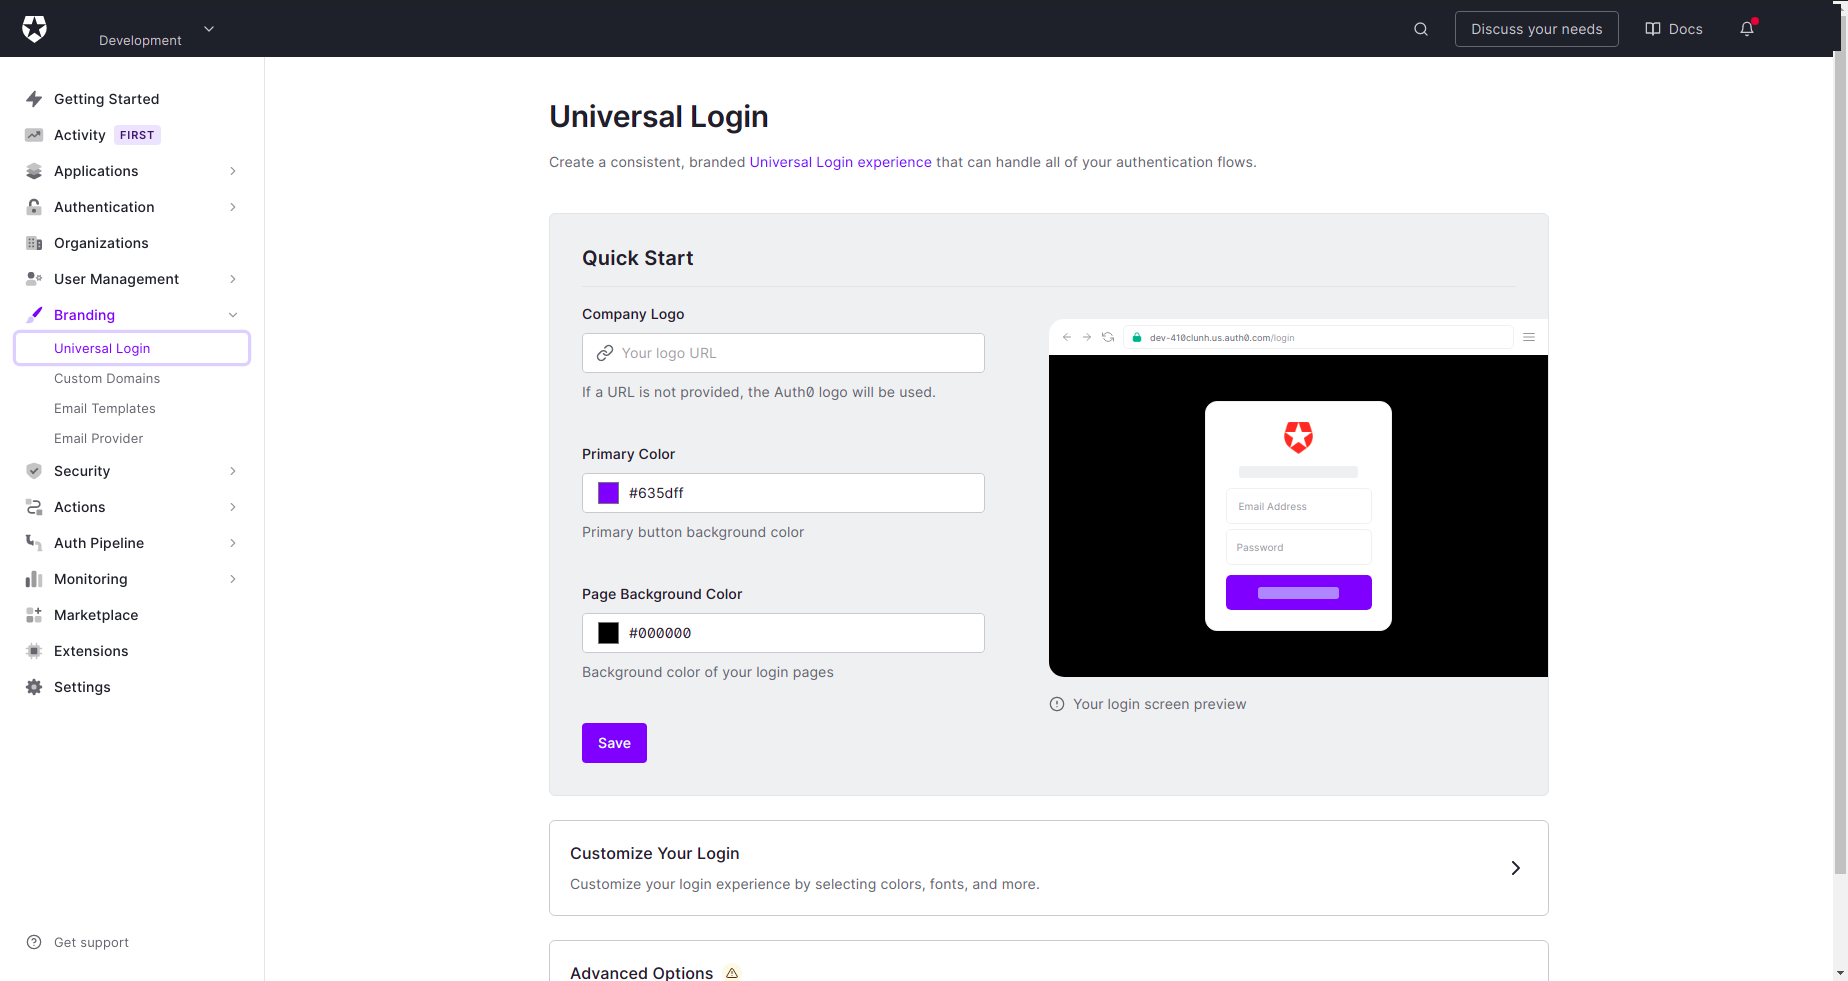 Development
Discuss your needs
Docs
Getting Started
Activity FIRST
Applications
Authentication
Organizations
User Management
Branding
Universal Login
Custom Domains
Email Templates
Email Provider
Security
Actions
Auth Pipeline
Monitoring
Marketplace
Extensions
Settings
Get support
Universal Login
Create a consistent, branded Universal Login experience that can handle all of your authentication flows.
Quick Start
Company Logo
Your logo URL
If a URL is not provided, the Auth0 logo will be used.
Primary Color
#635dff
Primary button background color
Page Background Color
#000000
Background color of your login pages
Save
dev-410clunh.us.auth0.com/login
Email Address
Password
Your login screen preview
Customize Your Login
Customize your login experience by selecting colors, fonts, and more.
Advanced Options